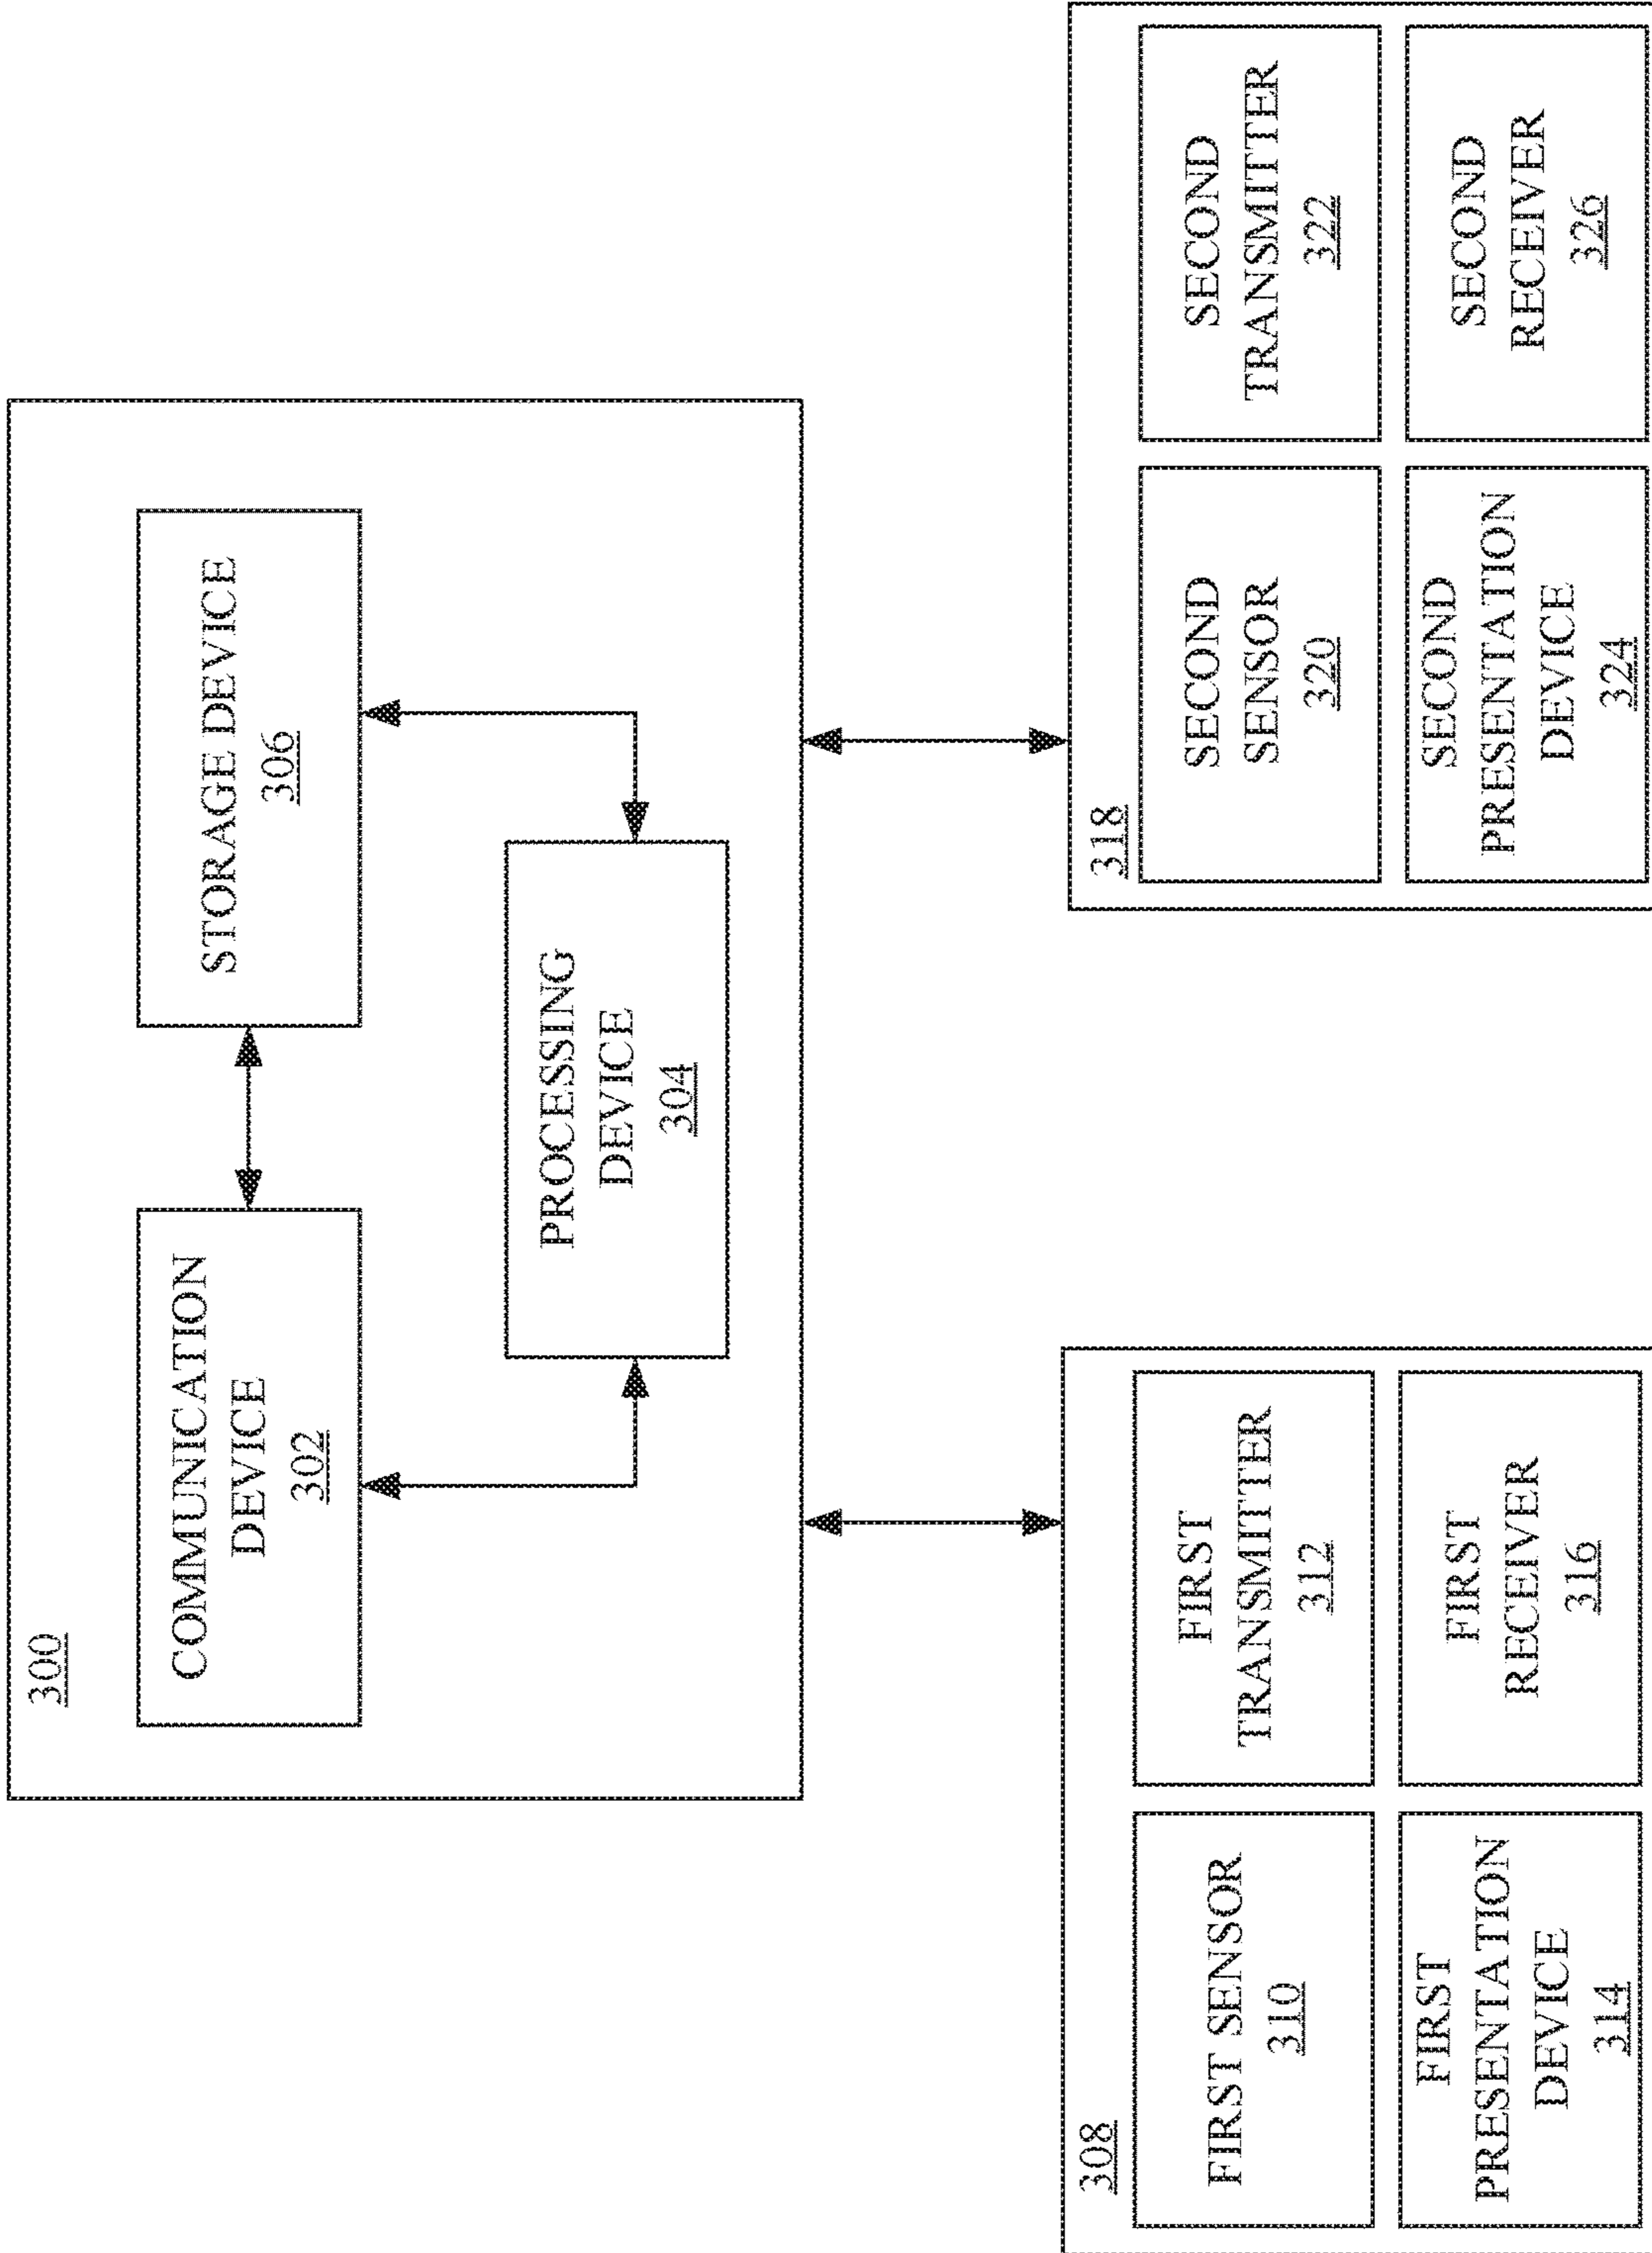 300
COMMUNICATION
DEVICE
302
STORAGE DEVICE
306
PROCESSING
DEVICE
304
308
FIRST SENSOR
310
FIRST
TRANSMITTER
312
FIRST
PRESENTATION
DEVICE
314
FIRST
RECEIVER
316
318
SECOND
SENSOR
320
SECOND
TRANSMITTER
322
SECOND
PRESENTATION
DEVICE
324
SECOND
RECEIVER
326